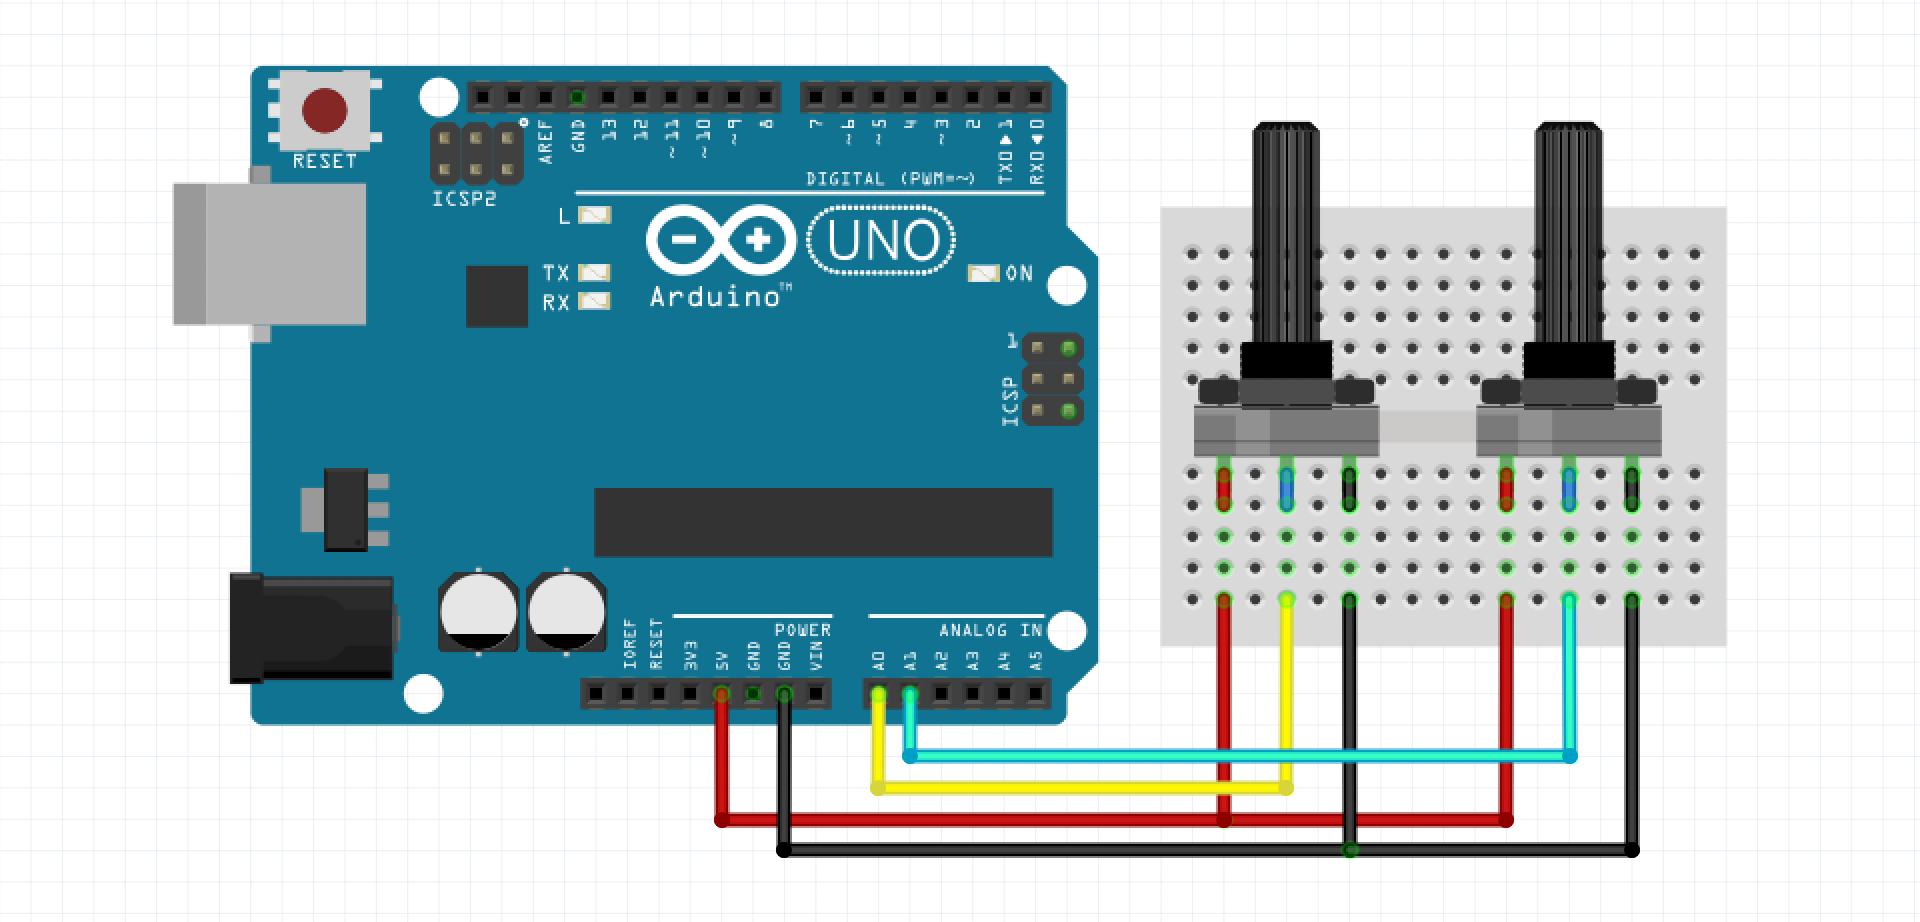 RESET
ICSP2
AREF
GND
13
12
~11
~10
~9
8
7
~6
~5
4
~3
2
TX0▶1
RX0◀0
DIGITAL (PWM=~)
L
TX
RX
UNO
ON
Arduino™
1
ICSP
POWER
ANALOG IN
IOREF
RESET
3V3
5V
GND
GND
VIN
A0
A1
A2
A3
A4
A5